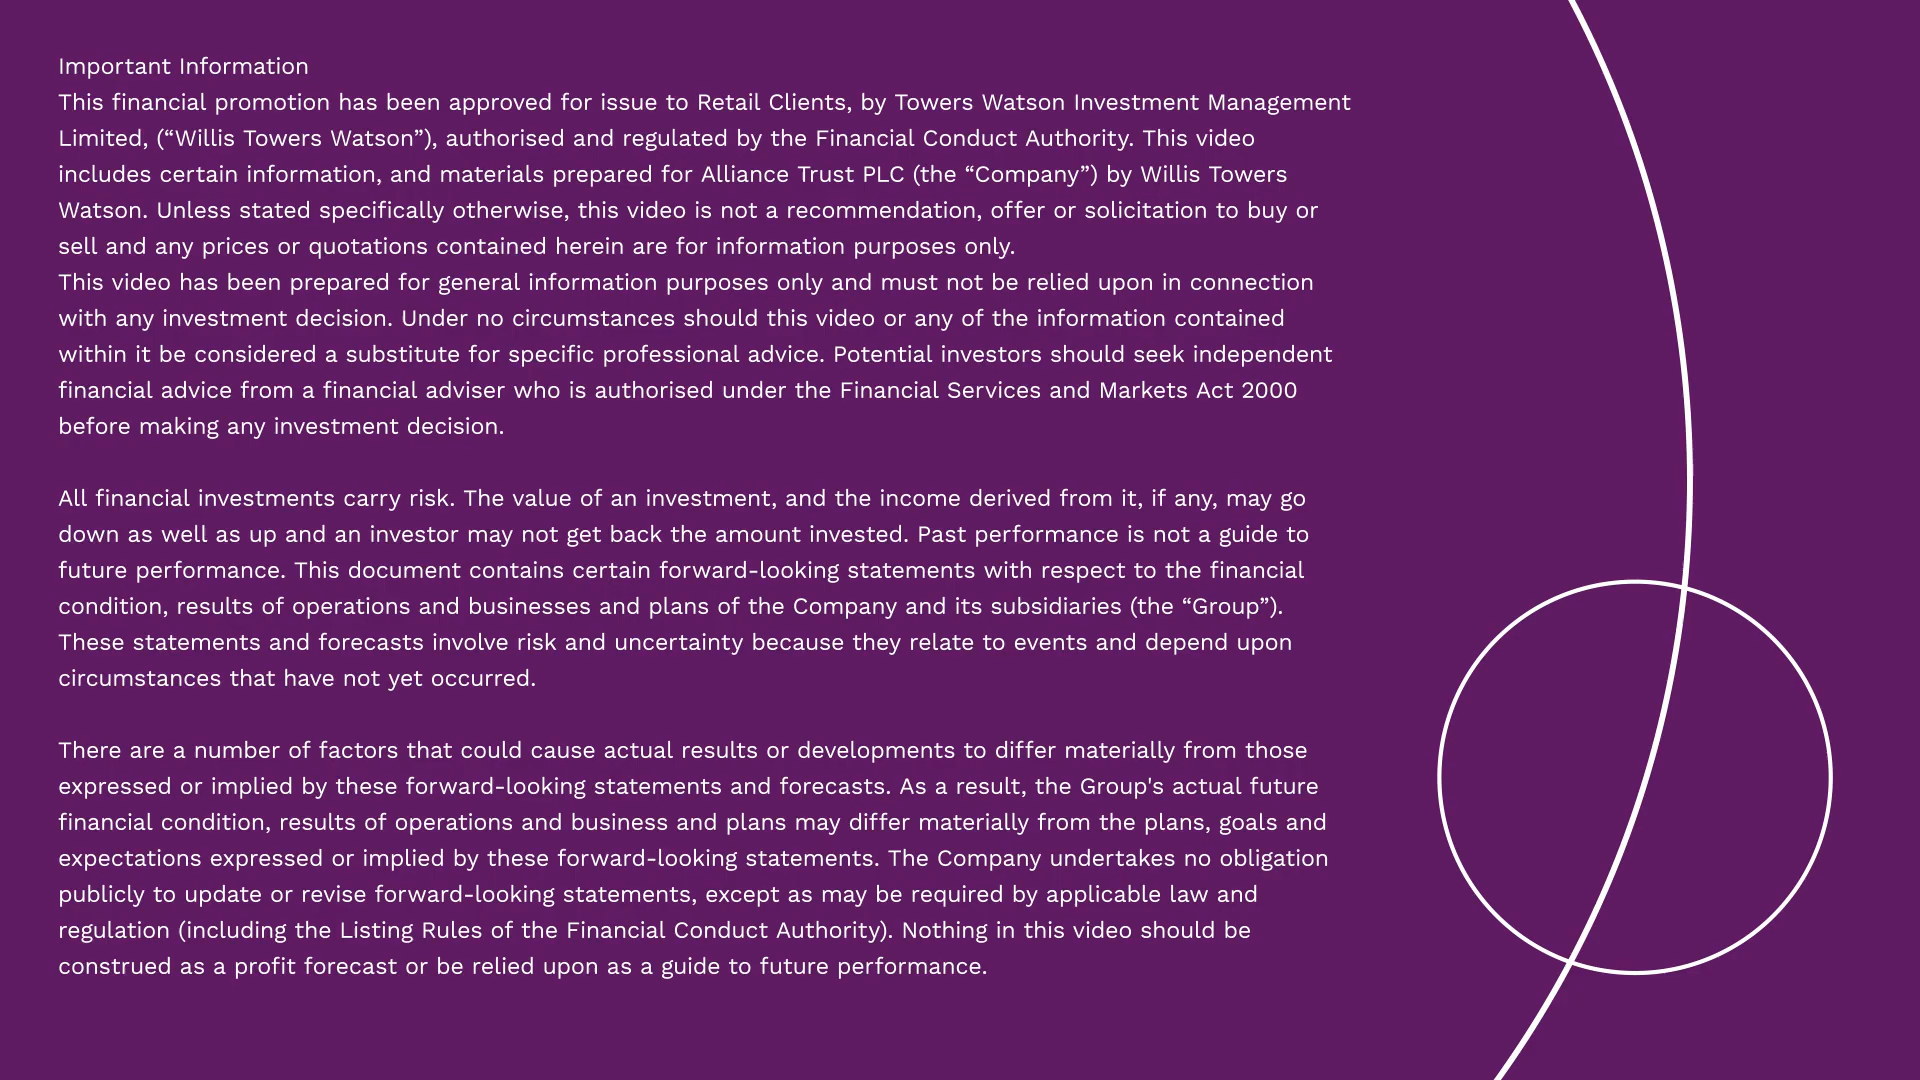 Important Information
This financial promotion has been approved for issue to Retail Clients, by Towers Watson Investment Management
Limited, (“Willis Towers Watson”), authorised and regulated by the Financial Conduct Authority. This video
includes certain information, and materials prepared for Alliance Trust PLC (the “Company”) by Willis Towers
Watson. Unless stated specifically otherwise, this video is not a recommendation, offer or solicitation to buy or
sell and any prices or quotations contained herein are for information purposes only.
This video has been prepared for general information purposes only and must not be relied upon in connection
with any investment decision. Under no circumstances should this video or any of the information contained
within it be considered a substitute for specific professional advice. Potential investors should seek independent
financial advice from a financial adviser who is authorised under the Financial Services and Markets Act 2000
before making any investment decision.
All financial investments carry risk. The value of an investment, and the income derived from it, if any, may go
down as well as up and an investor may not get back the amount invested. Past performance is not a guide to
future performance. This document contains certain forward-looking statements with respect to the financial
condition, results of operations and businesses and plans of the Company and its subsidiaries (the “Group”).
These statements and forecasts involve risk and uncertainty because they relate to events and depend upon
circumstances that have not yet occurred.
There are a number of factors that could cause actual results or developments to differ materially from those
expressed or implied by these forward-looking statements and forecasts. As a result, the Group's actual future
financial condition, results of operations and business and plans may differ materially from the plans, goals and
expectations expressed or implied by these forward-looking statements. The Company undertakes no obligation
publicly to update or revise forward-looking statements, except as may be required by applicable law and
regulation (including the Listing Rules of the Financial Conduct Authority). Nothing in this video should be
construed as a profit forecast or be relied upon as a guide to future performance.